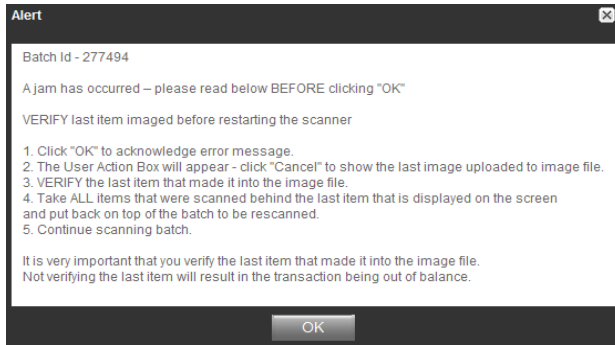 Alert
Batch Id - 277494
A jam has occurred – please read below BEFORE clicking "OK"
VERIFY last item imaged before restarting the scanner
1. Click "OK" to acknowledge error message.
2. The User Action Box will appear - click "Cancel" to show the last image uploaded to image file.
3. VERIFY the last item that made it into the image file.
4. Take ALL items that were scanned behind the last item that is displayed on the screen
and put back on top of the batch to be rescanned.
5. Continue scanning batch.
It is very important that you verify the last item that made it into the image file.
Not verifying the last item will result in the transaction being out of balance.
OK